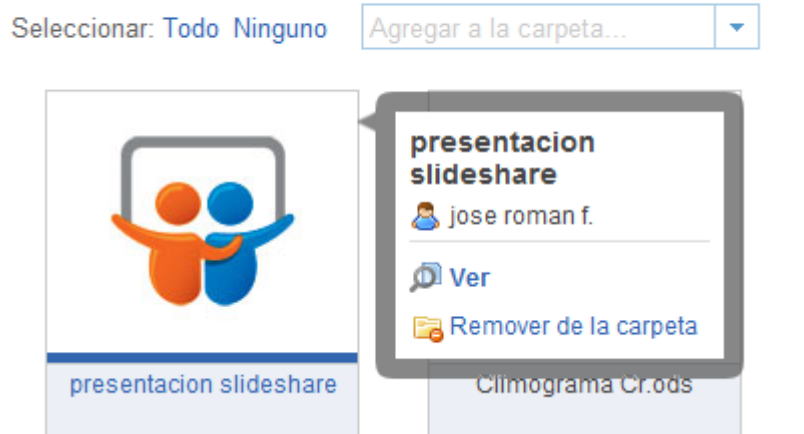 Seleccionar: Todo Ninguno
Agregar a la carpeta...
presentacion
slideshare
jose roman f.
Ver
Remover de la carpeta
presentacion slideshare
Climograma Cr.ods